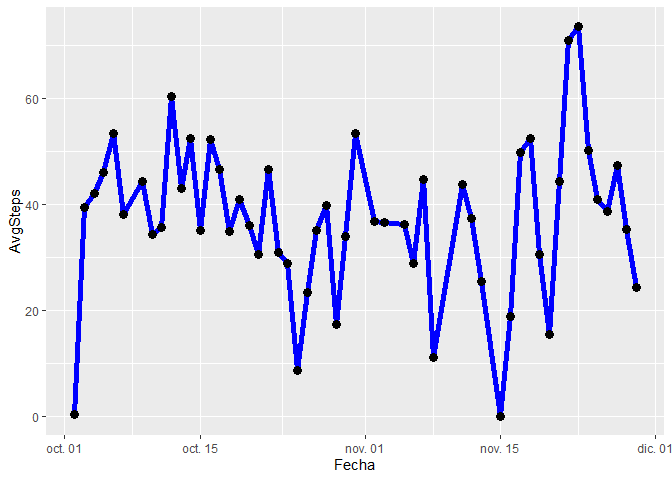 AvgSteps
60
40
20
0
oct. 01
oct. 15
nov. 01
nov. 15
dic. 01
Fecha